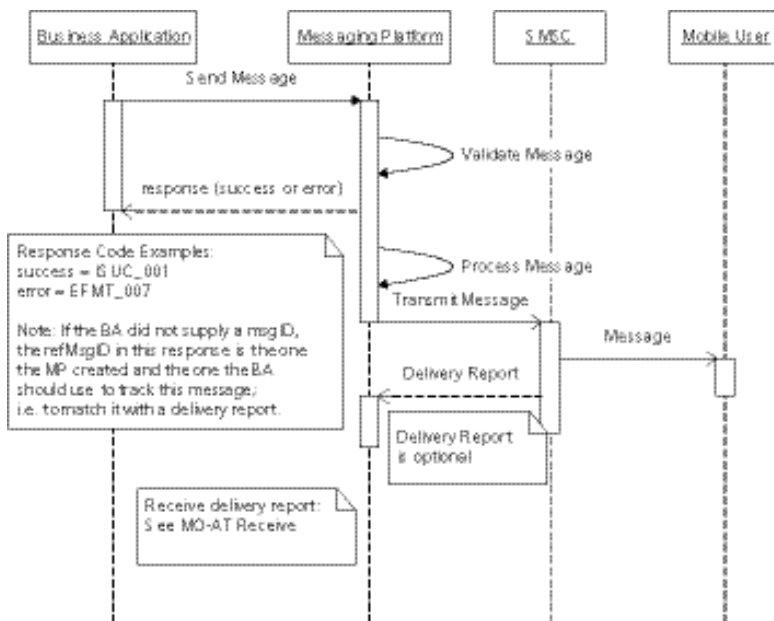 Business Application
Messaging Platform
SMSC
Mobile User
Send Message
Validate Message
response (success or error)
Response Code Examples:
success = ISUC_001
error = EFMT_007
Note: If the BA did not supply a msgID,
the refMsgID in this response is the one
the MP created and the one the BA
should use to track this message;
i.e. to match it with a delivery report.
Process Message
Transmit Message
Message
Delivery Report
Delivery Report
is optional
Receive delivery report:
See MO-AT Receive